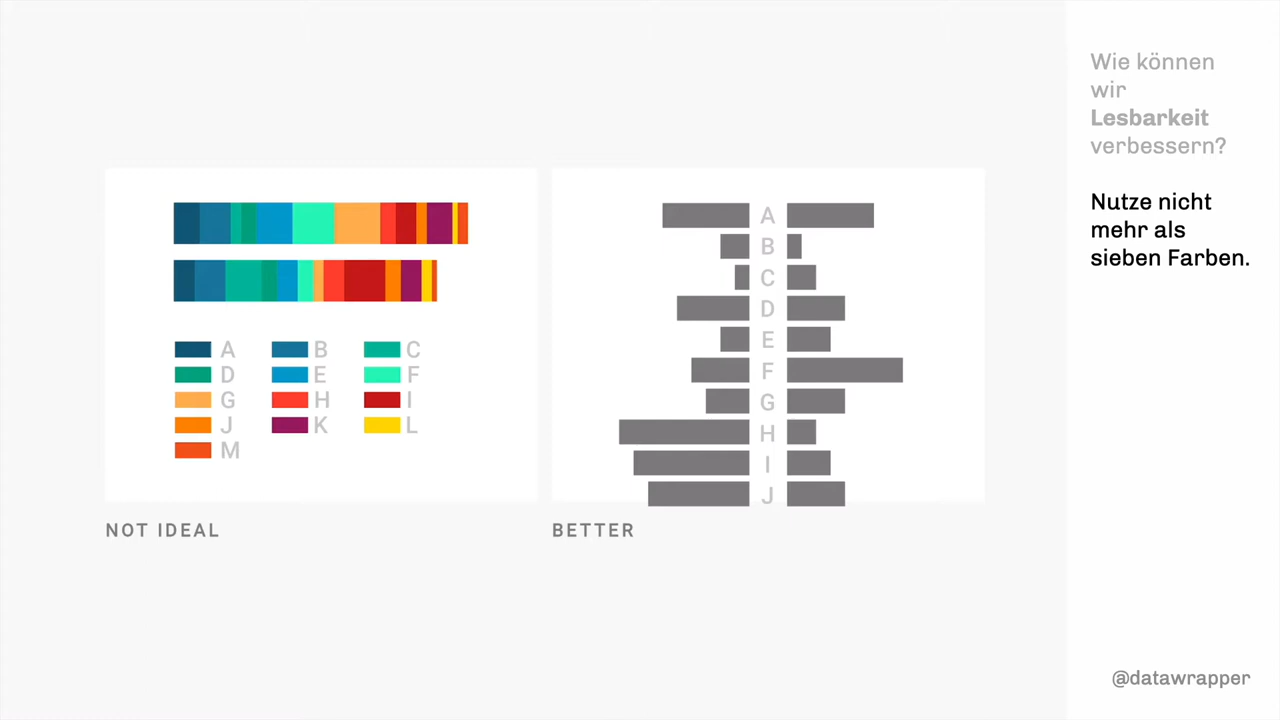 A B C
D E F
G H I
J K L
M
NOT IDEAL
A
B
C
D
E
F
G
H
I
J
BETTER
Wie können
wir
Lesbarkeit
verbessern?
Nutze nicht
mehr als
sieben Farben.
@datawrapper